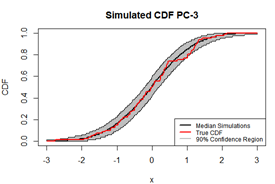 Simulated CDF PC-3
CDF
1.0
0.8
0.6
0.4
0.2
0.0
Median Simulations
True CDF
90% Confidence Region
-3
-2
-1
0
1
2
3
x